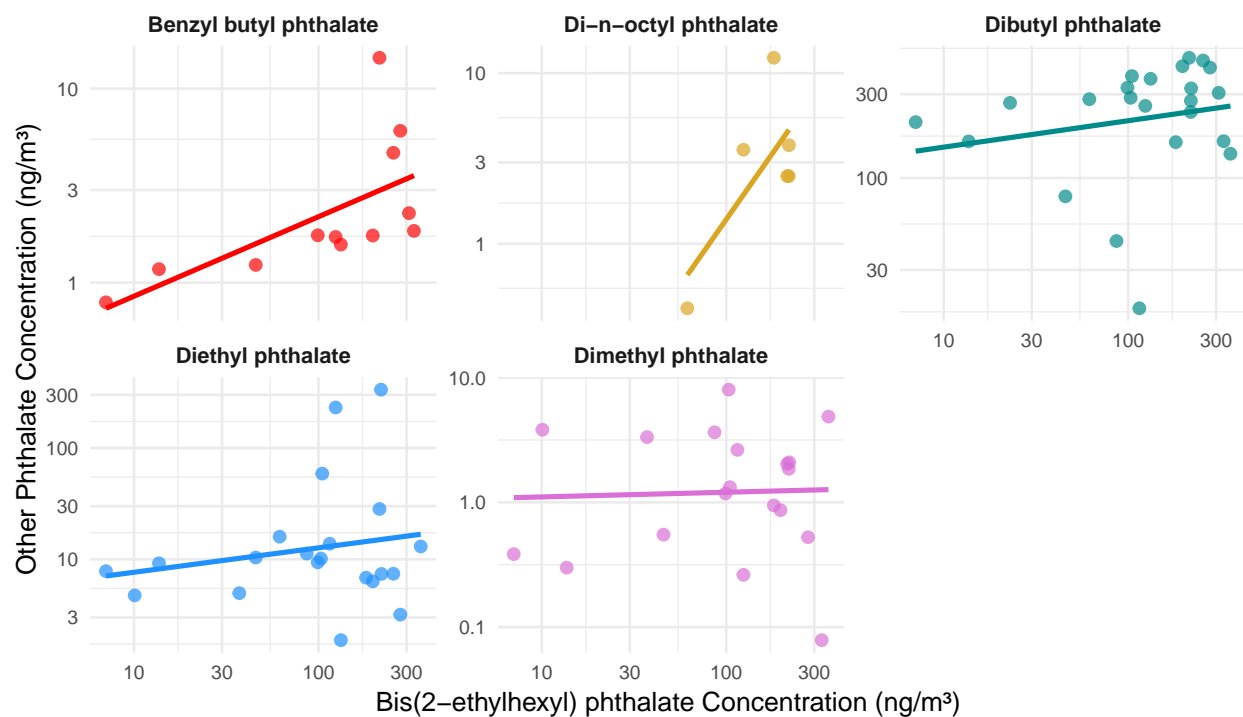 Benzyl butyl phthalate
Di−n−octyl phthalate
Dibutyl phthalate
10
3
1
10
3
1
300
100
30
10 30 100 300
Diethyl phthalate
Dimethyl phthalate
300
100
30
10
3
10.0
1.0
0.1
10 30 100 300
10 30 100 300
Bis(2−ethylhexyl) phthalate Concentration (ng/m³)
Other Phthalate Concentration (ng/m³)